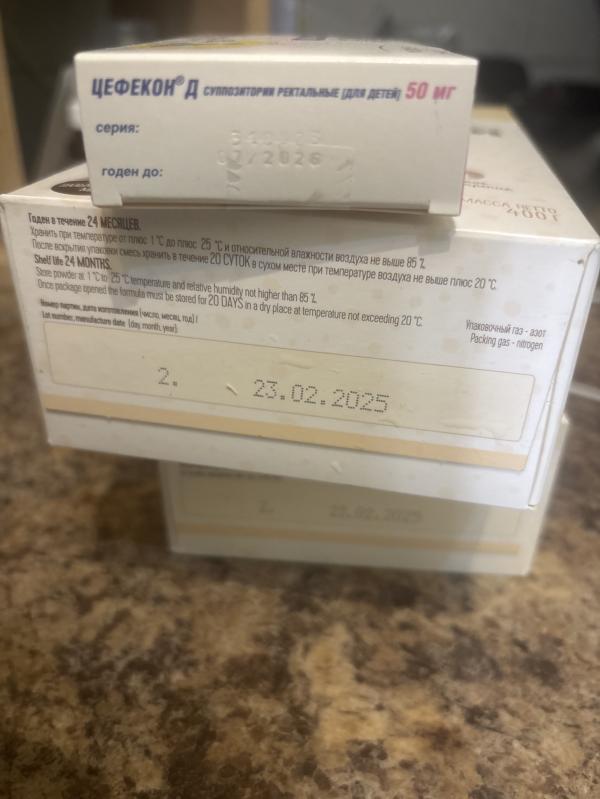 ЦЕФЕКОН® Д СУППОЗИТОРИИ РЕКТАЛЬНЫЕ (ДЛЯ ДЕТЕЙ) 50 мг
серия:
годен до: 07/2026
МАССА НЕТТО
400 г
Годен в течение 24 МЕСЯЦЕВ.
Хранить при температуре от плюс 1 °С до плюс 25 °С и относительной влажности воздуха не выше 85 %.
После вскрытия упаковки смесь хранить в течение 20 СУТОК в сухом месте при температуре воздуха не выше плюс 20 °С.
Shelf life 24 MONTHS.
Store powder at 1 °C to 25 °C temperature and relative humidity not higher than 85 %.
Once package opened the formula must be stored for 20 DAYS in a dry place at temperature not exceeding 20 °C.
Номер партии, дата изготовления (число, месяц, год) /
Lot number, manufacture date (day, month, year)
Упаковочный газ - азот
Packing gas - nitrogen
2. 23.02.2025
2. 23.02.2025